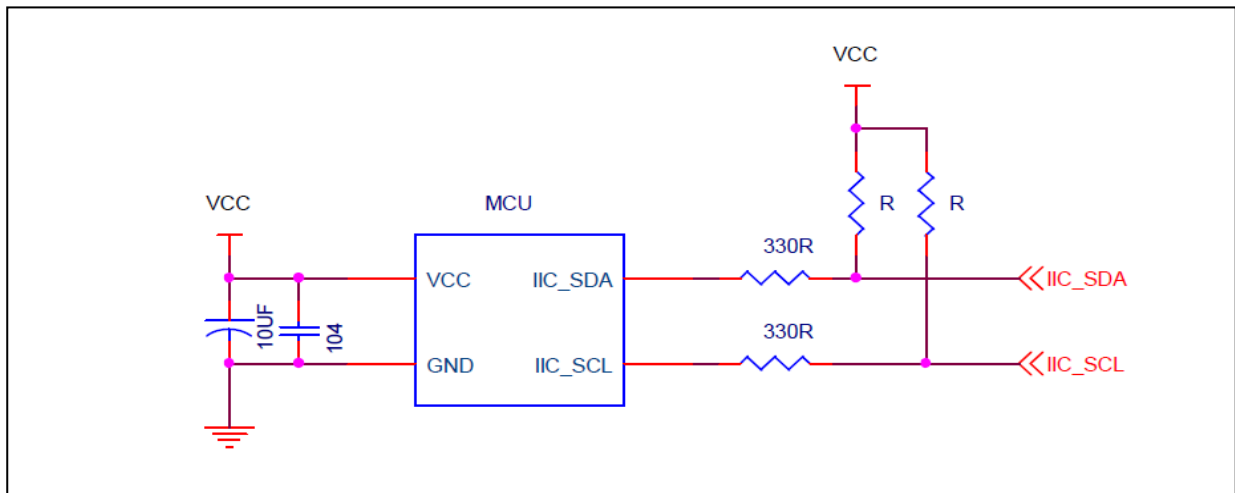 VCC
VCC
MCU
R
R
330R
VCC
IIC_SDA
IIC_SDA
10UF
104
330R
GND
IIC_SCL
IIC_SCL